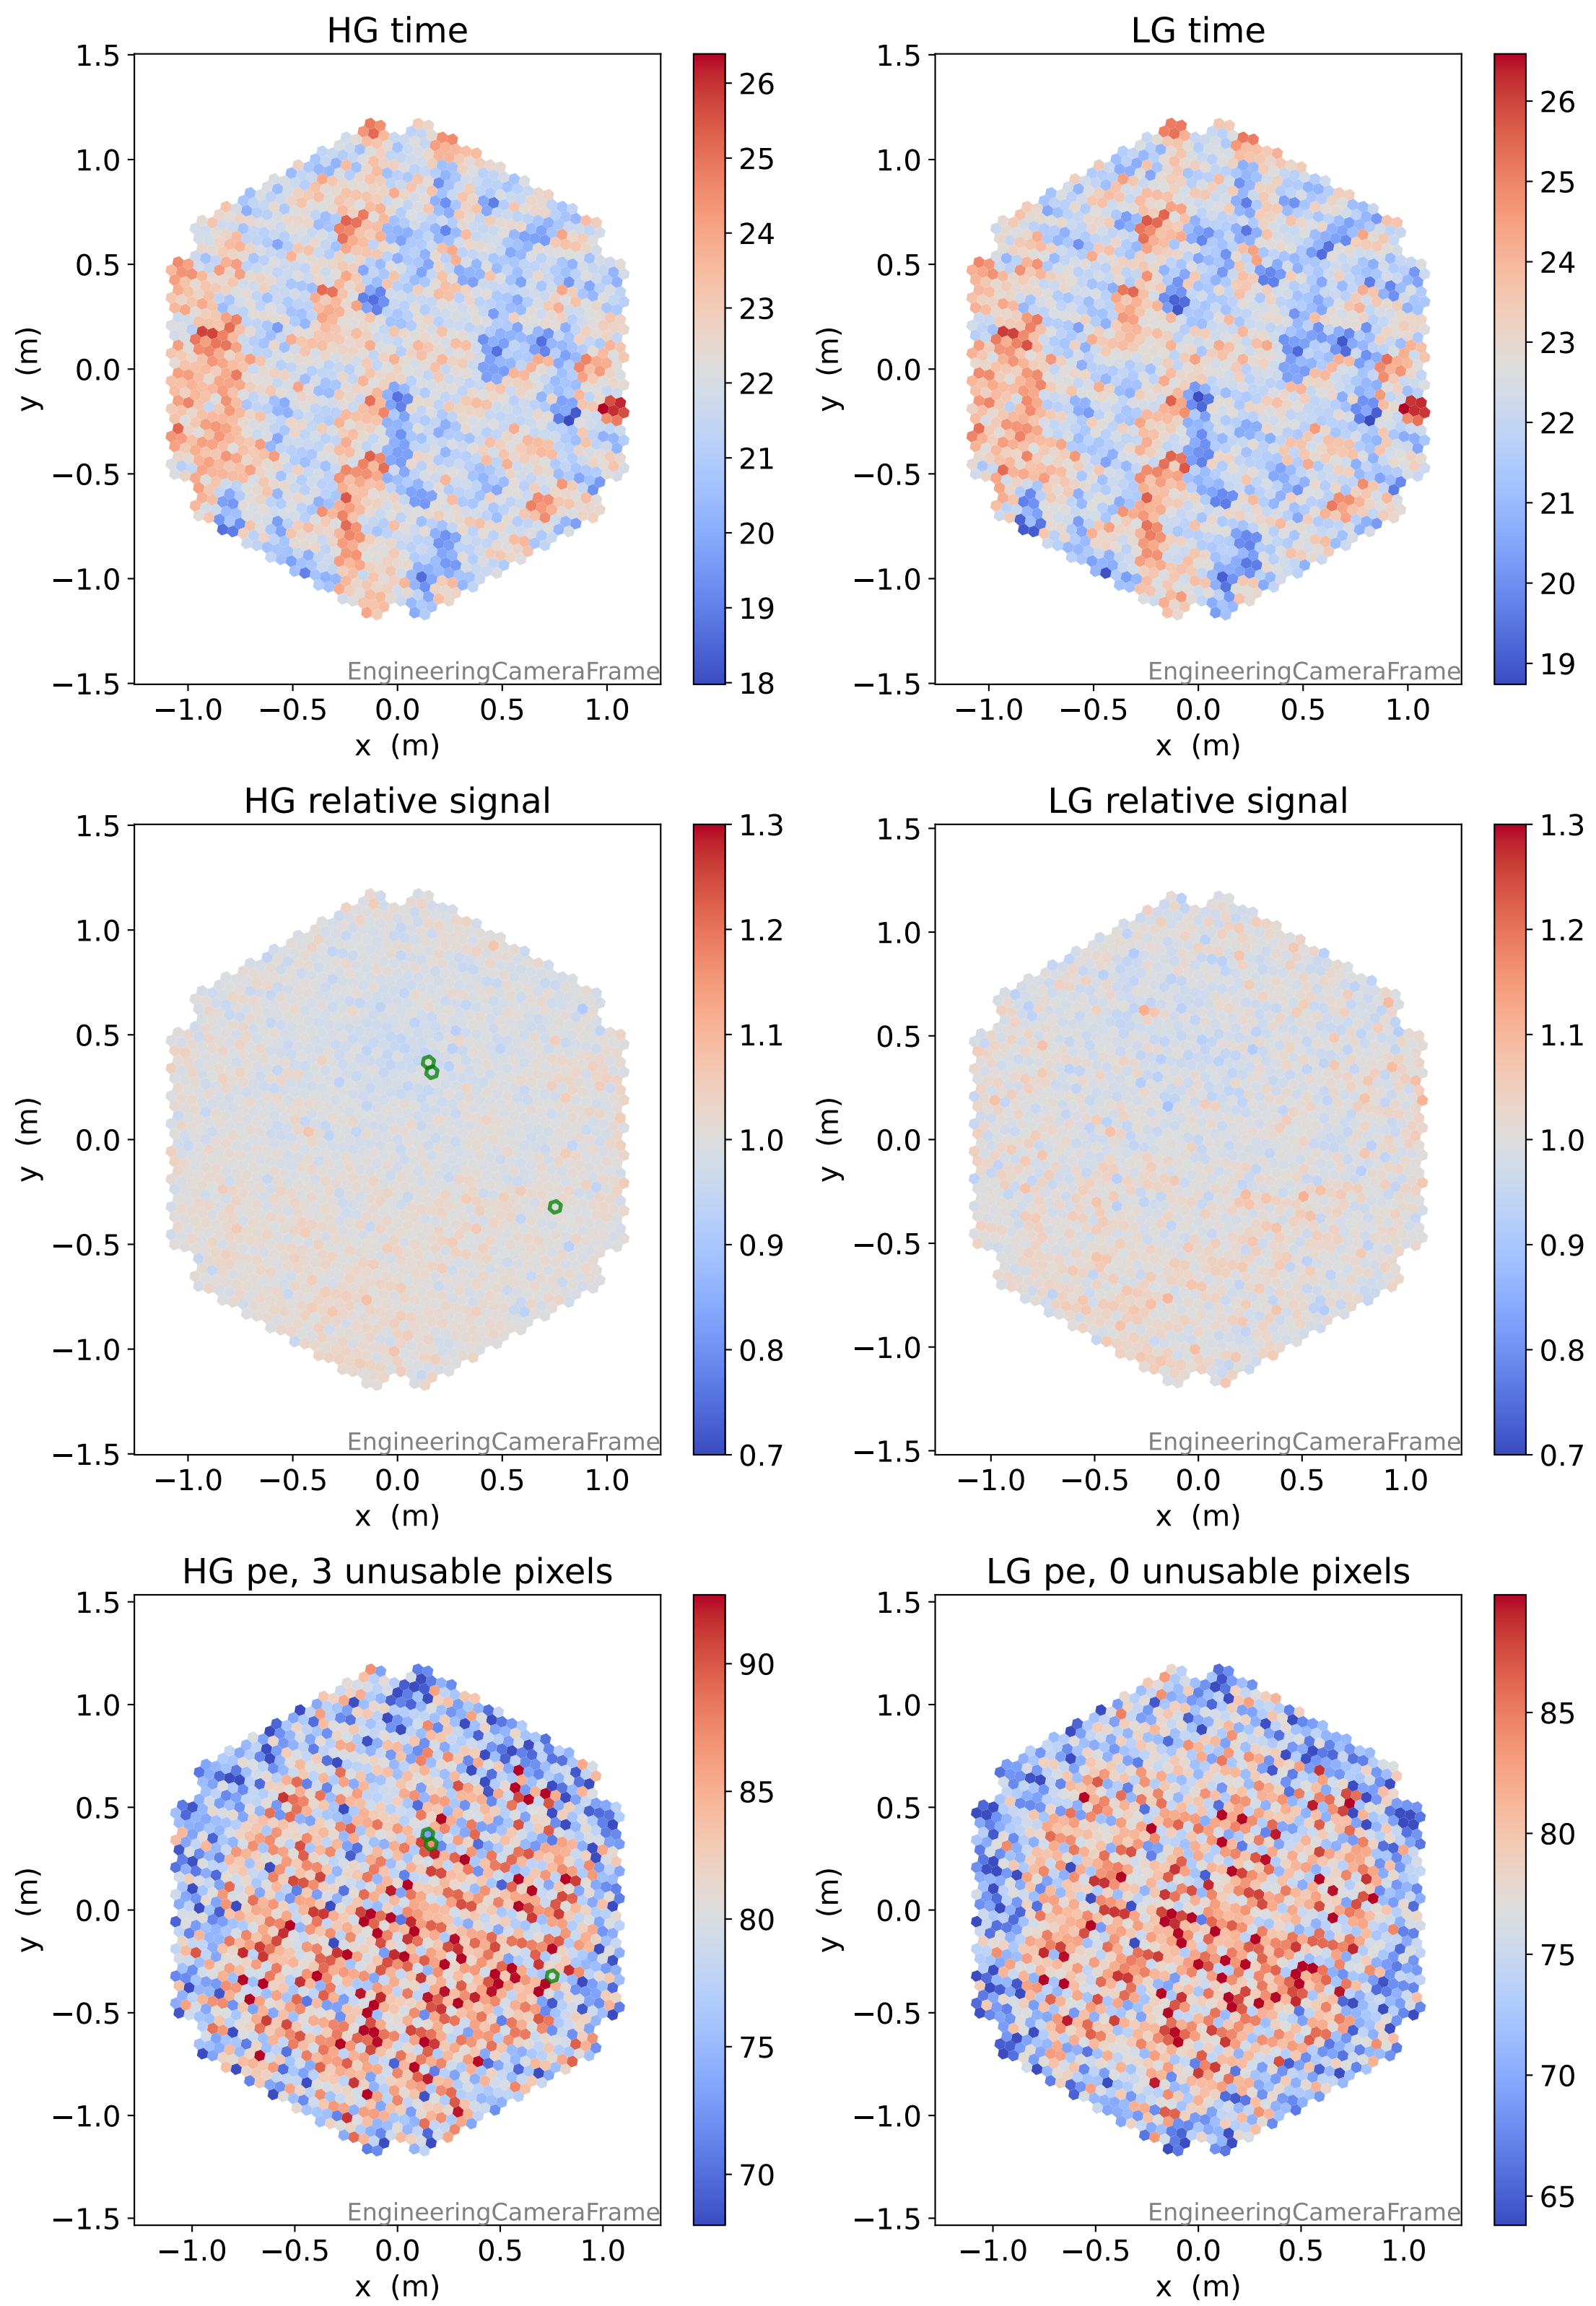 HG time
1.5
1.0
0.5
0.0
−0.5
−1.0
−1.5
y (m)
−1.0 −0.5 0.0 0.5 1.0
x (m)
EngineeringCameraFrame
26
25
24
23
22
21
20
19
18
LG time
1.5
1.0
0.5
0.0
−0.5
−1.0
−1.5
y (m)
−1.0 −0.5 0.0 0.5 1.0
x (m)
EngineeringCameraFrame
26
25
24
23
22
21
20
19
HG relative signal
1.5
1.0
0.5
0.0
−0.5
−1.0
−1.5
y (m)
−1.0 −0.5 0.0 0.5 1.0
x (m)
EngineeringCameraFrame
1.3
1.2
1.1
1.0
0.9
0.8
0.7
LG relative signal
1.5
1.0
0.5
0.0
−0.5
−1.0
−1.5
y (m)
−1.0 −0.5 0.0 0.5 1.0
x (m)
EngineeringCameraFrame
1.3
1.2
1.1
1.0
0.9
0.8
0.7
HG pe, 3 unusable pixels
1.5
1.0
0.5
0.0
−0.5
−1.0
−1.5
y (m)
−1.0 −0.5 0.0 0.5 1.0
x (m)
EngineeringCameraFrame
90
85
80
75
70
LG pe, 0 unusable pixels
1.5
1.0
0.5
0.0
−0.5
−1.0
−1.5
y (m)
−1.0 −0.5 0.0 0.5 1.0
x (m)
EngineeringCameraFrame
85
80
75
70
65